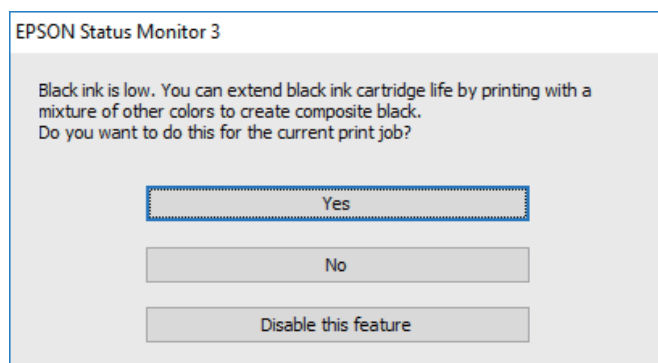 EPSON Status Monitor 3
Black ink is low. You can extend black ink cartridge life by printing with a
mixture of other colors to create composite black.
Do you want to do this for the current print job?
Yes
No
Disable this feature